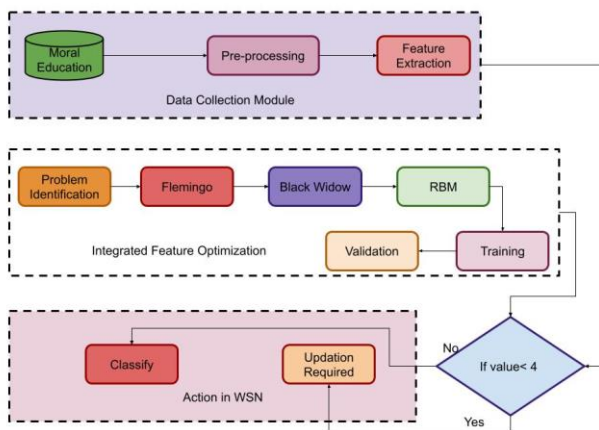 Moral
Education
Pre-processing
Feature
Extraction
Data Collection Module
Problem
Identification
Flemingo
Black Widow
RBM
Integrated Feature Optimization
Validation
Training
Classify
Updation
Required
Action in WSN
No
If value< 4
Yes